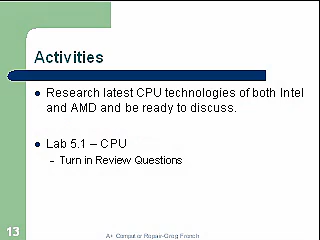 Activities
Research latest CPU technologies of both Intel
and AMD and be ready to discuss.
Lab 5.1 – CPU
– Turn in Review Questions
13
A+ Computer Repair-Greg French